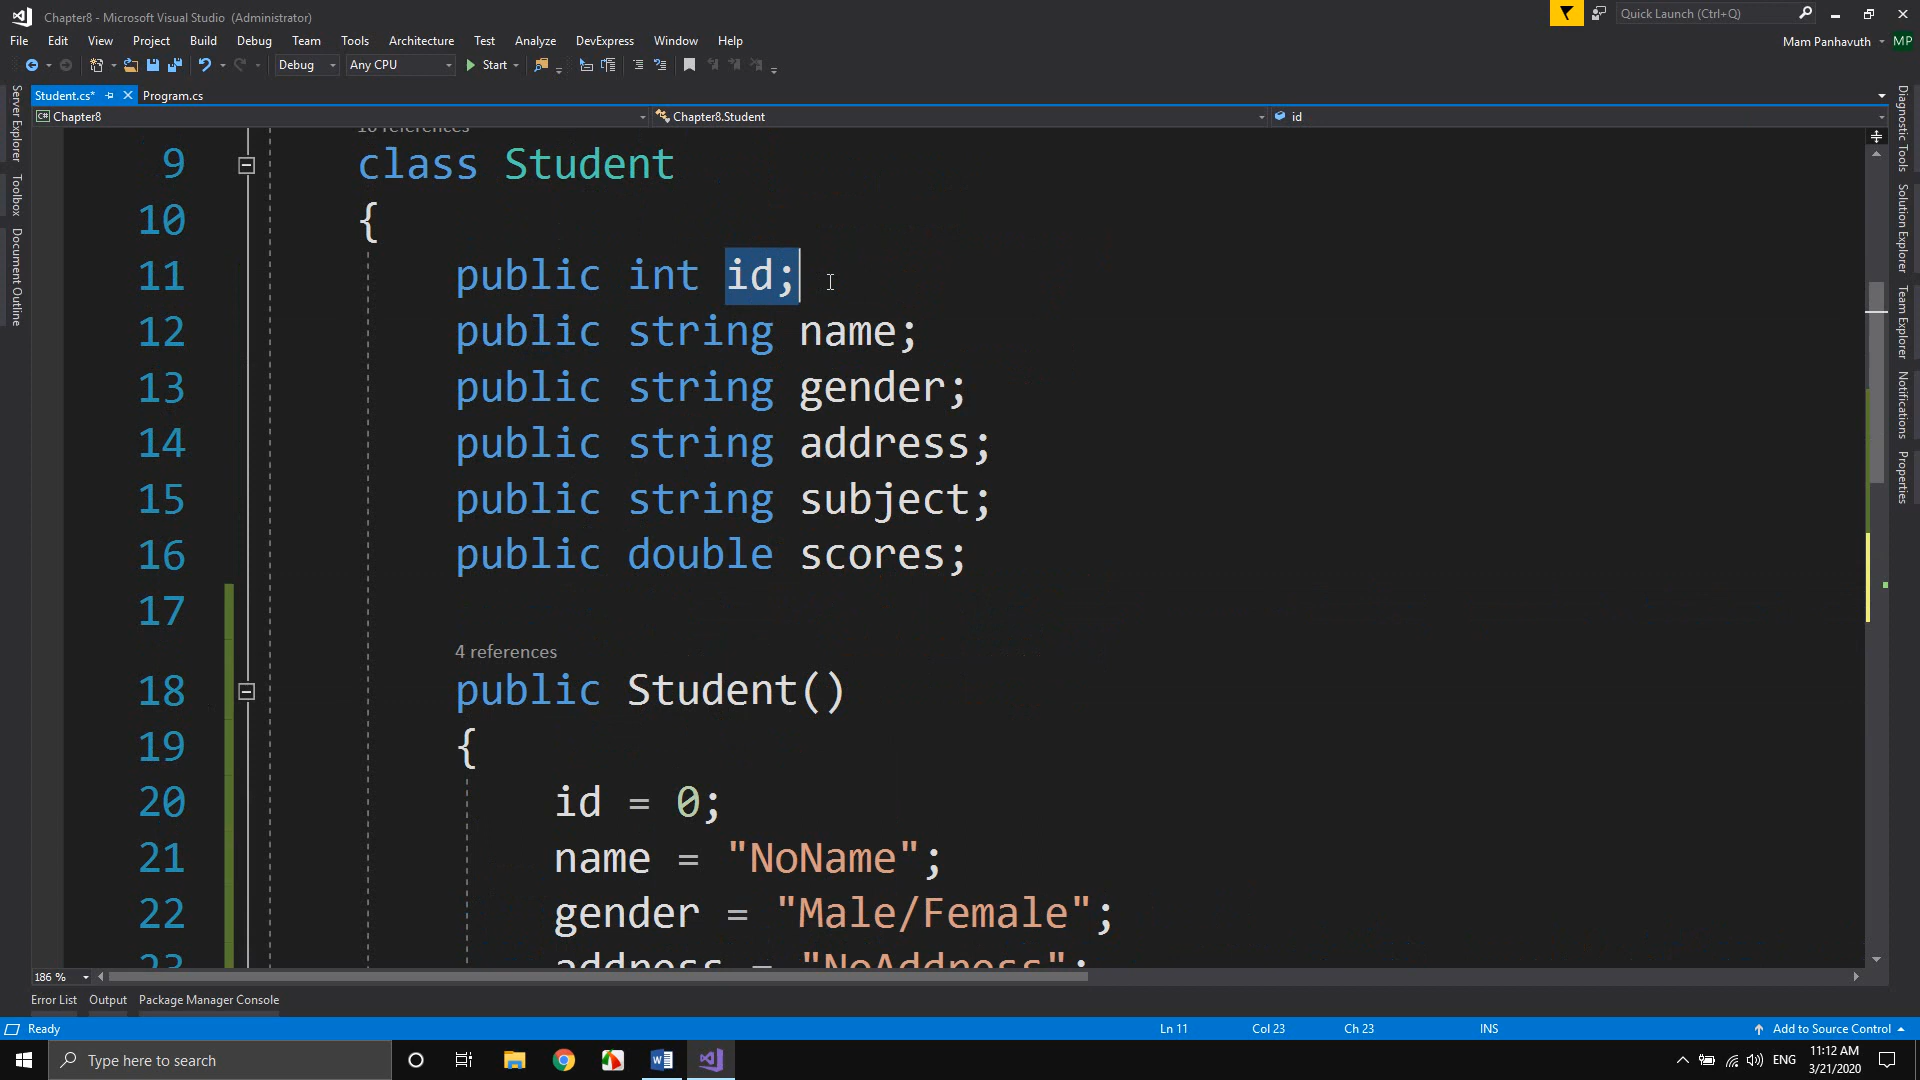 Chapter8 - Microsoft Visual Studio (Administrator)
Quick Launch (Ctrl+Q)
File Edit View Project Build Debug Team Tools Architecture Test Analyze DevExpress Window Help
Mam Panhavuth MP
Debug Any CPU Start
Student.cs* Program.cs
C# Chapter8 Chapter8.Student id
Server Explorer
Toolbox
Document Outline
Diagnostic Tools
Solution Explorer
Team Explorer
Notifications
Properties
9 class Student
10 {
11 public int id;
12 public string name;
13 public string gender;
14 public string address;
15 public string subject;
16 public double scores;
17
4 references
18 public Student()
19 {
20 id = 0;
21 name = "NoName";
22 gender = "Male/Female";
23 address = "NoAddress";
186 %
Error List Output Package Manager Console
Ready Ln 11 Col 23 Ch 23 INS Add to Source Control
Type here to search
ENG 11:12 AM
3/21/2020